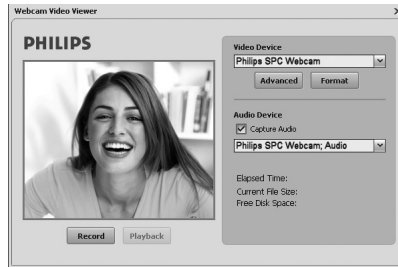 Webcam Video Viewer
PHILIPS
Video Device
Philips SPC Webcam
Advanced Format
Audio Device
Capture Audio
Philips SPC Webcam; Audio
Elapsed Time:
Current File Size:
Free Disk Space:
Record Playback